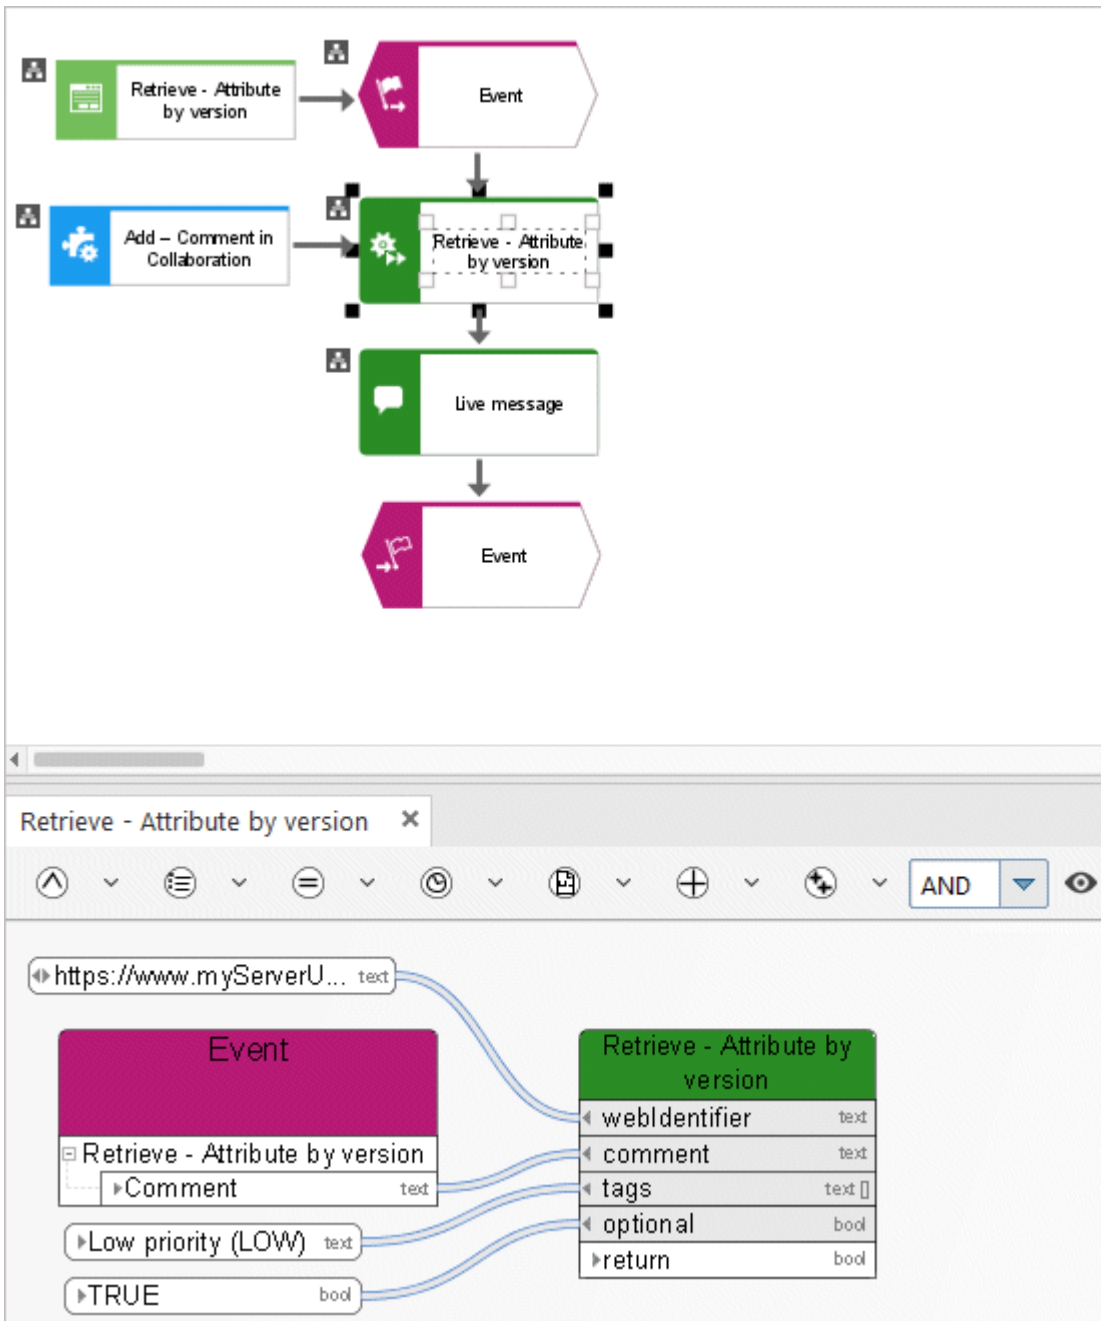 Retrieve - Attribute
by version
Event
Add – Comment in
Collaboration
Retrieve - Attribute
by version
Live message
Event
Retrieve - Attribute by version
AND
https://www.myServerU... text
Event
Retrieve - Attribute by version
Comment text
Low priority (LOW) text
TRUE bool
Retrieve - Attribute by
version
webIdentifier text
comment text
tags text []
optional bool
return bool